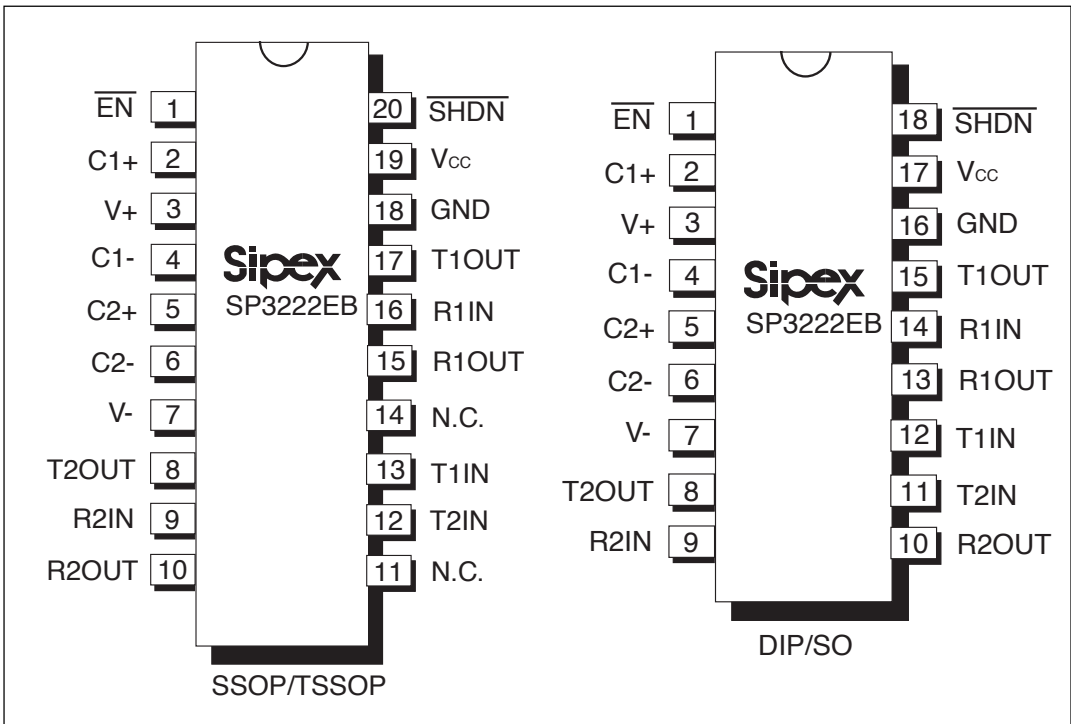 EN 1 20 SHDN
C1+ 2 19 Vcc
V+ 3 18 GND
C1- 4 17 T1OUT
C2+ 5 16 R1IN
C2- 6 15 R1OUT
V- 7 14 N.C.
T2OUT 8 13 T1IN
R2IN 9 12 T2IN
R2OUT 10 11 N.C.
Sipex
SP3222EB
SSOP/TSSOP
EN 1 18 SHDN
C1+ 2 17 Vcc
V+ 3 16 GND
C1- 4 15 T1OUT
C2+ 5 14 R1IN
C2- 6 13 R1OUT
V- 7 12 T1IN
T2OUT 8 11 T2IN
R2IN 9 10 R2OUT
Sipex
SP3222EB
DIP/SO